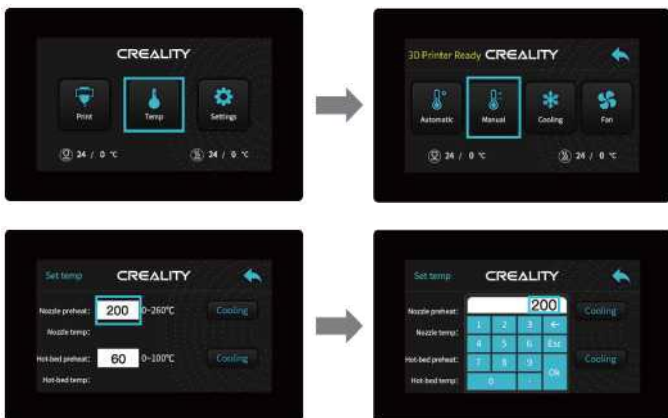 CREALITY
Print
Temp
Settings
24 / 0 ℃
24 / 0 ℃
3D Printer Ready CREALITY
Automatic
Manual
Cooling
Fan
24 / 0 ℃
24 / 0 ℃
Set temp CREALITY
Nozzle preheat: 200 0~260℃ Cooling
Nozzle temp:
Hot-bed preheat: 60 0~100℃ Cooling
Hot-bed temp:
Set temp CREALITY
Nozzle preheat: 200 Cooling
Nozzle temp: 1 2 3 ←
4 5 6 Esc
Hot-bed preheat: 7 8 9 Ok Cooling
Hot-bed temp: 0 .